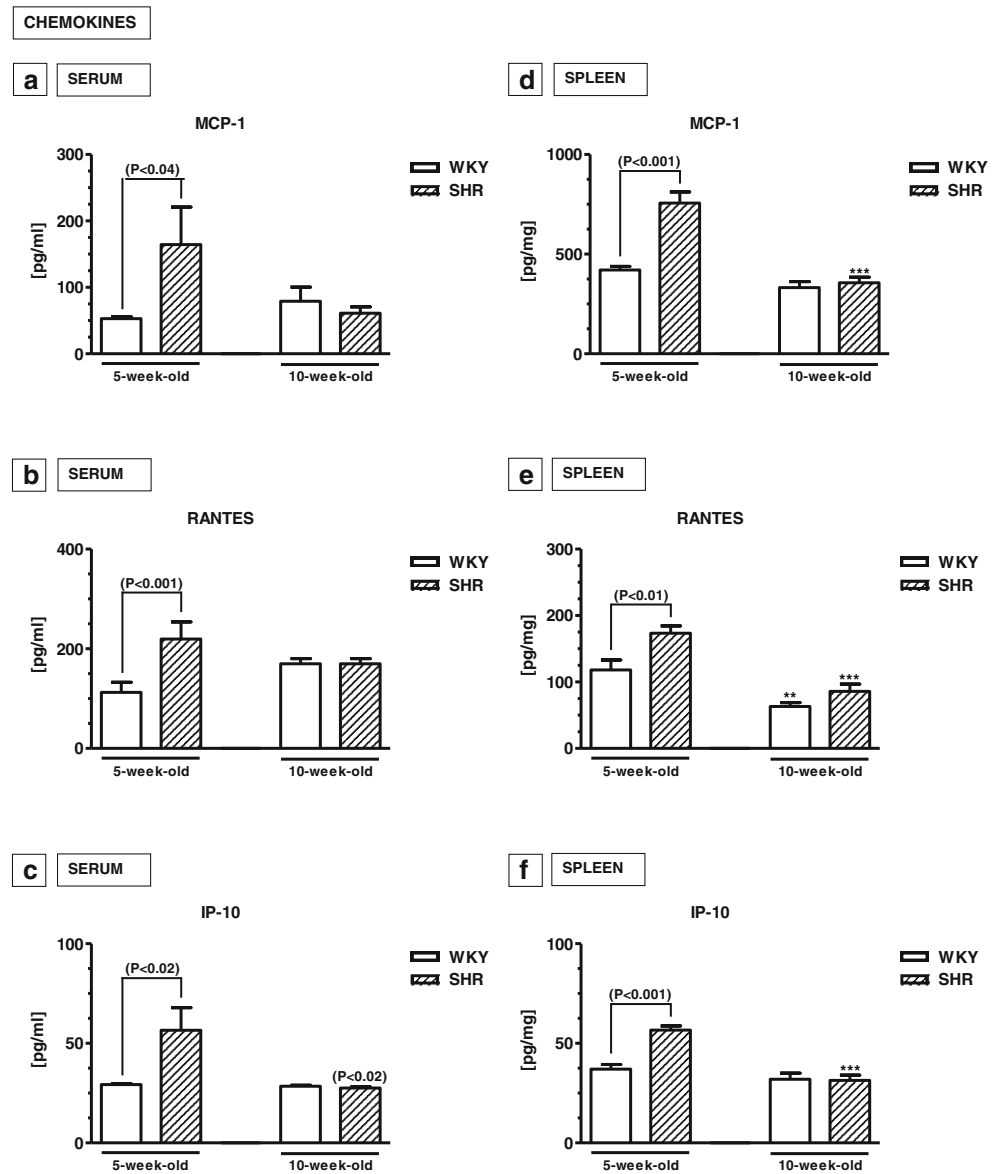 CHEMOKINES
a SERUM
MCP-1
300
200
100
0
[pg/ml]
(P<0.04)
WKY
SHR
5-week-old
10-week-old
d SPLEEN
MCP-1
1000
500
0
[pg/mg]
(P<0.001)
***
WKY
SHR
5-week-old
10-week-old
b SERUM
RANTES
400
200
0
[pg/ml]
(P<0.001)
WKY
SHR
5-week-old
10-week-old
e SPLEEN
RANTES
300
200
100
0
[pg/mg]
(P<0.01)
**
***
WKY
SHR
5-week-old
10-week-old
c SERUM
IP-10
100
50
0
[pg/ml]
(P<0.02)
(P<0.02)
WKY
SHR
5-week-old
10-week-old
f SPLEEN
IP-10
100
50
0
[pg/mg]
(P<0.001)
***
WKY
SHR
5-week-old
10-week-old